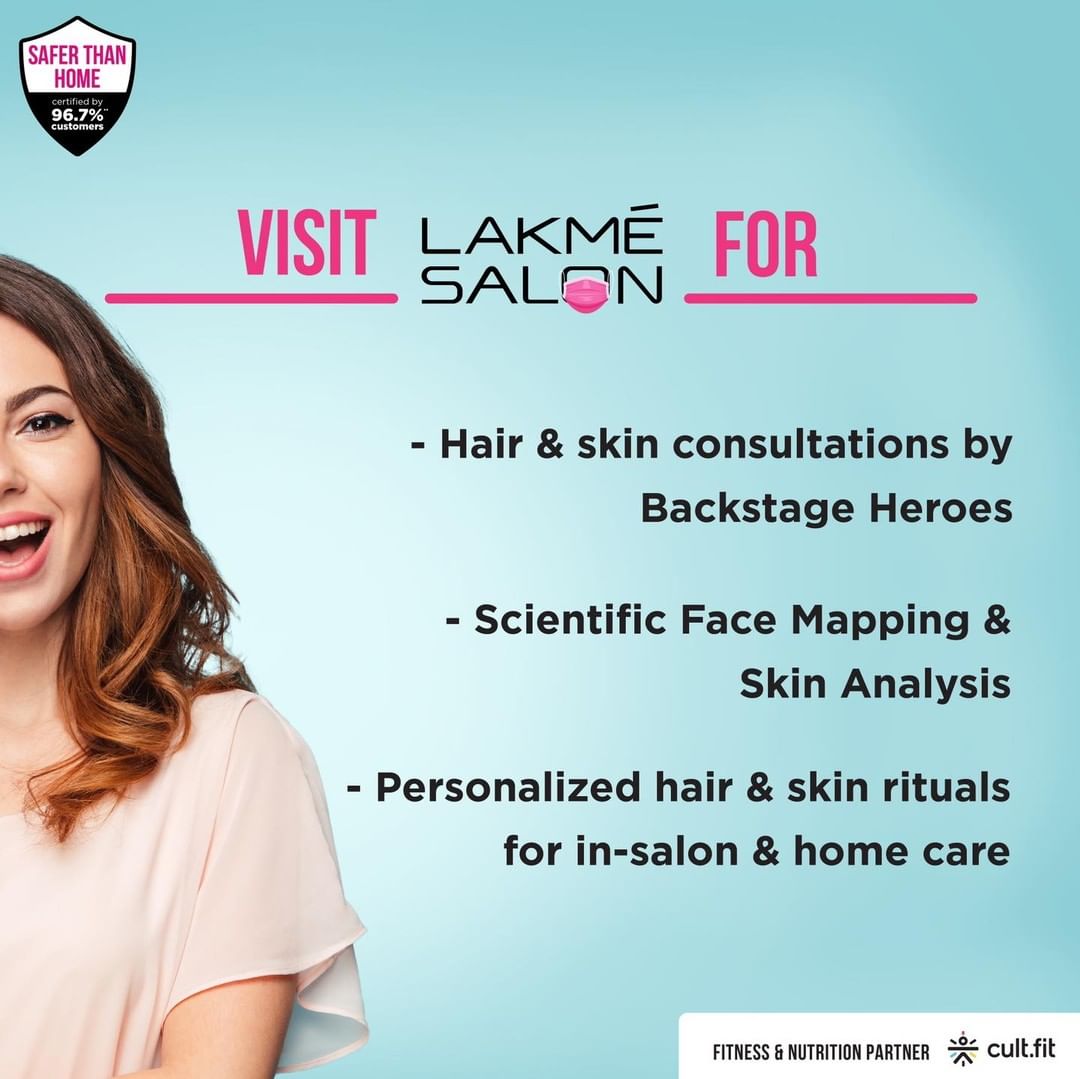 SAFER THAN
HOME
certified by
96.7%**
customers
VISIT LAKMÉ SALON FOR
- Hair & skin consultations by
Backstage Heroes
- Scientific Face Mapping &
Skin Analysis
- Personalized hair & skin rituals
for in-salon & home care
FITNESS & NUTRITION PARTNER cult.fit